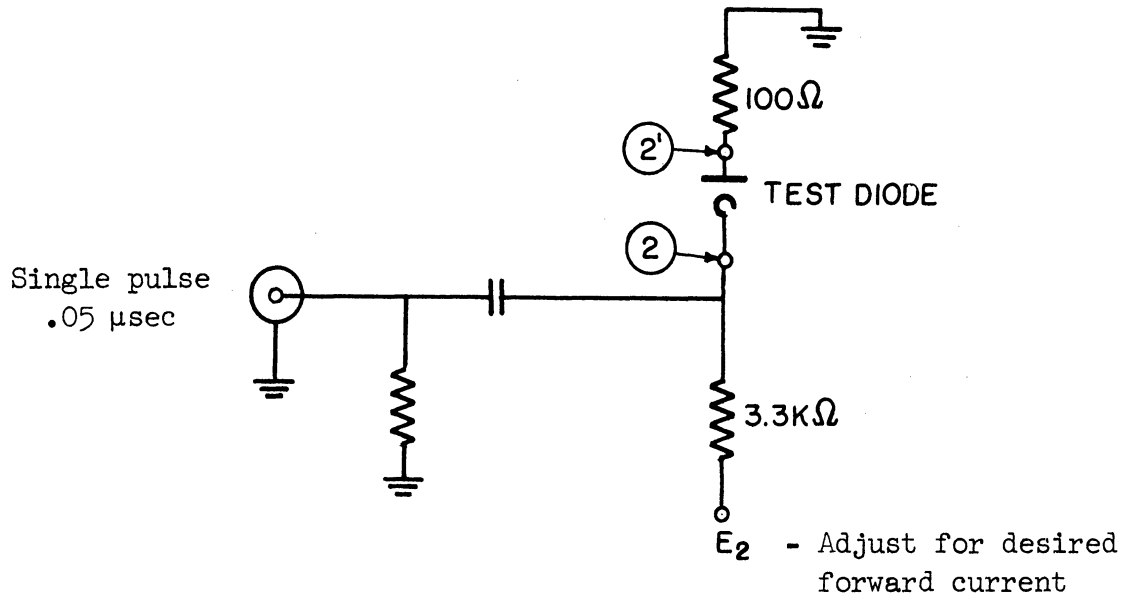 100Ω
2'
TEST DIODE
2
Single pulse
.05 μsec
3.3KΩ
E₂ - Adjust for desired
forward current